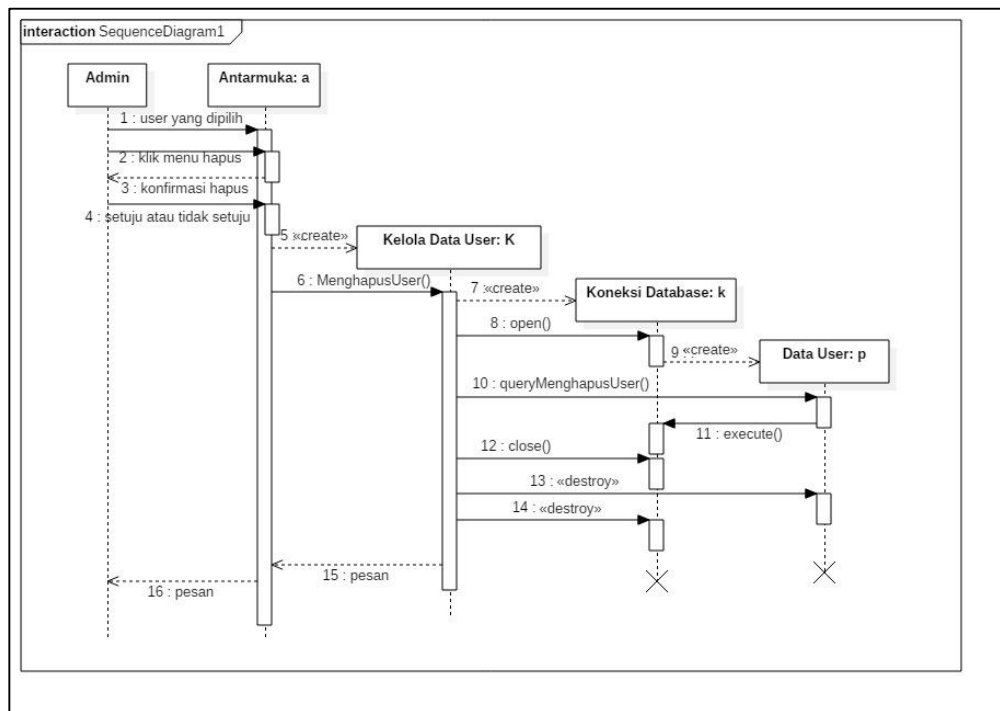 interaction SequenceDiagram1
Admin
Antarmuka: a
1 : user yang dipilih
2 : klik menu hapus
3 : konfirmasi hapus
4 : setuju atau tidak setuju
5 : «create»
Kelola Data User: K
6 : MenghapusUser()
7 : «create»
Koneksi Database: k
8 : open()
9 : «create»
Data User: p
10 : queryMenghapusUser()
11 : execute()
12 : close()
13 : «destroy»
14 : «destroy»
15 : pesan
16 : pesan